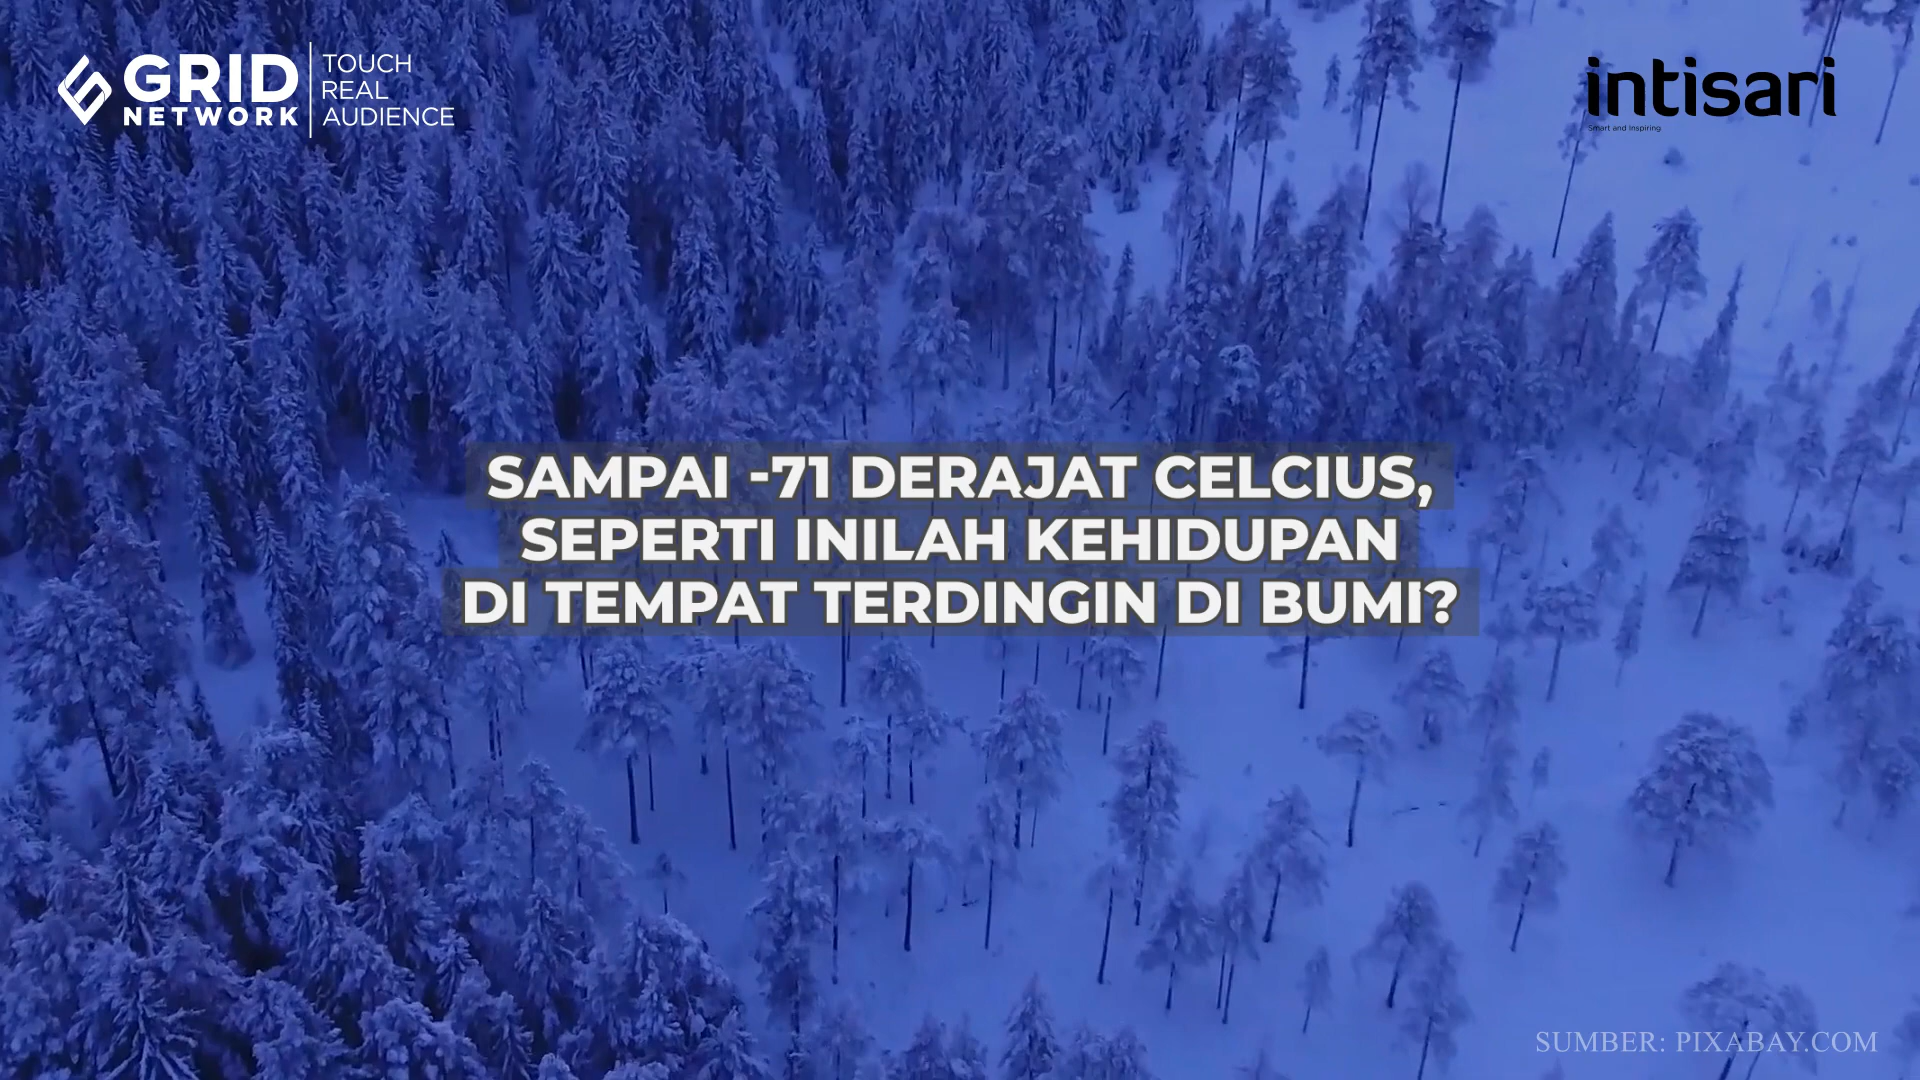 GRID
NETWORK
TOUCH
REAL
AUDIENCE
intisari
Smart and Inspiring
SAMPAI -71 DERAJAT CELCIUS,
SEPERTI INILAH KEHIDUPAN
DI TEMPAT TERDINGIN DI BUMI?
SUMBER: PIXABAY.COM